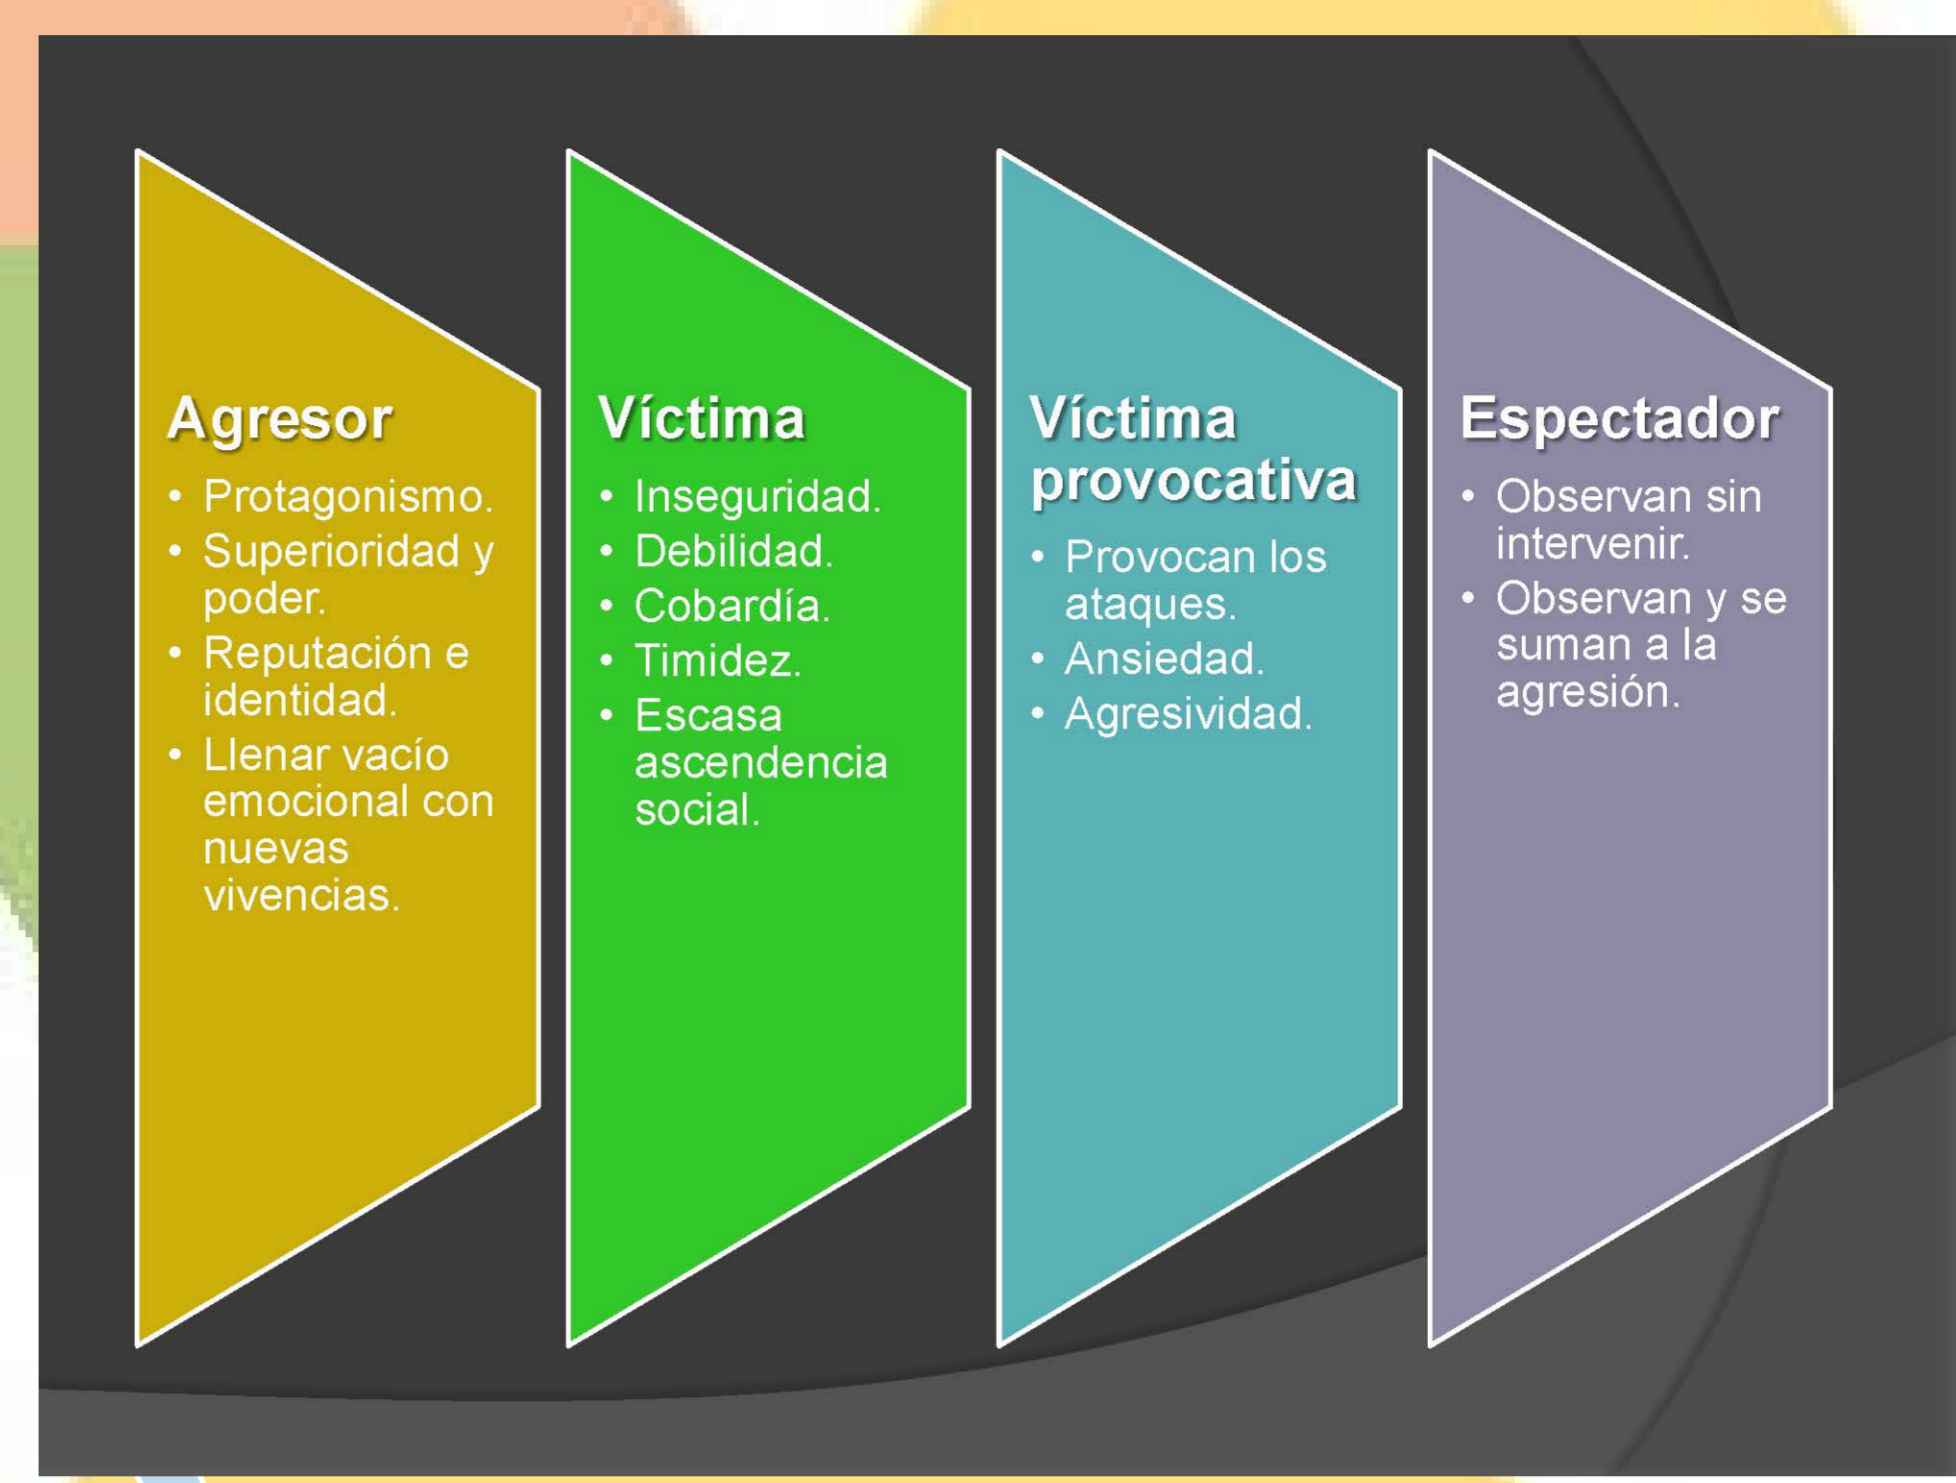 Agresor
• Protagonismo.
• Superioridad y
poder.
• Reputación e
identidad.
• Llenar vacío
emocional con
nuevas
vivencias.
Víctima
• Inseguridad.
• Debilidad.
• Cobardía.
• Timidez.
• Escasa
ascendencia
social.
Víctima
provocativa
• Provocan los
ataques.
• Ansiedad.
• Agresividad.
Espectador
• Observan sin
intervenir.
• Observan y se
suman a la
agresión.